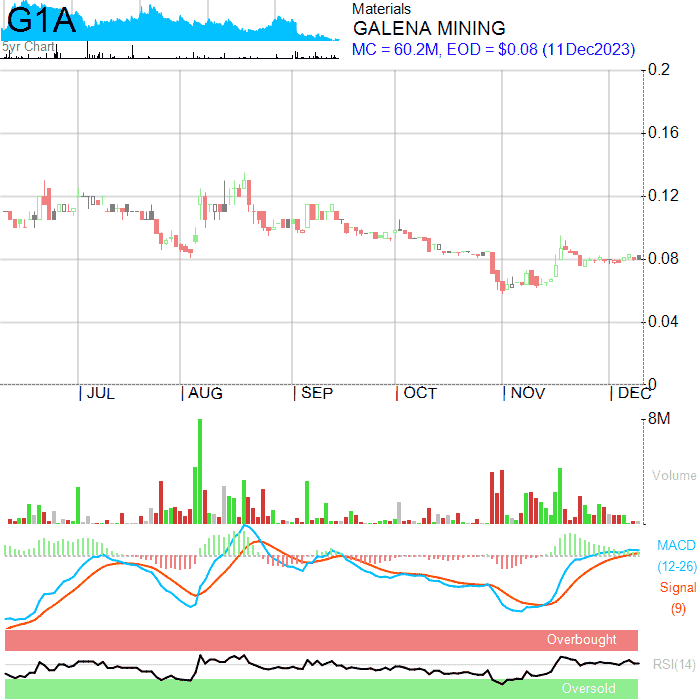 G1A
5yr Chart
Materials
GALENA MINING
MC = 60.2M, EOD = $0.08 (11Dec2023)
0.2
0.16
0.12
0.08
0.04
0
JUL
AUG
SEP
OCT
NOV
DEC
8M
Volume
MACD
(12-26)
Signal
(9)
Overbought
RSI(14)
Oversold